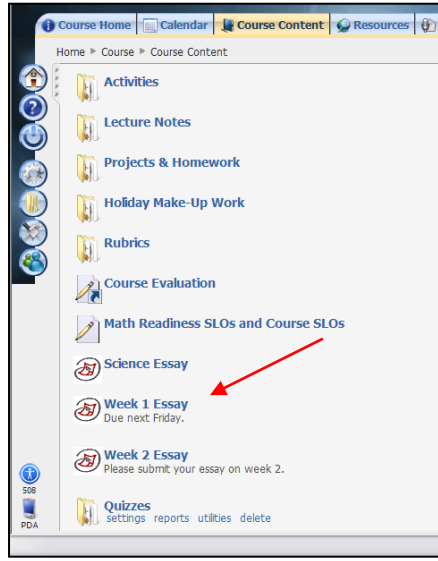 Course Home Calendar Course Content Resources
Home Course Course Content
Activities
Lecture Notes
Projects & Homework
Holiday Make-Up Work
Rubrics
Course Evaluation
Math Readiness SLOs and Course SLOs
Science Essay
Week 1 Essay
Due next Friday.
Week 2 Essay
Please submit your essay on week 2.
508
Quizzes
settings reports utilities delete
PDA